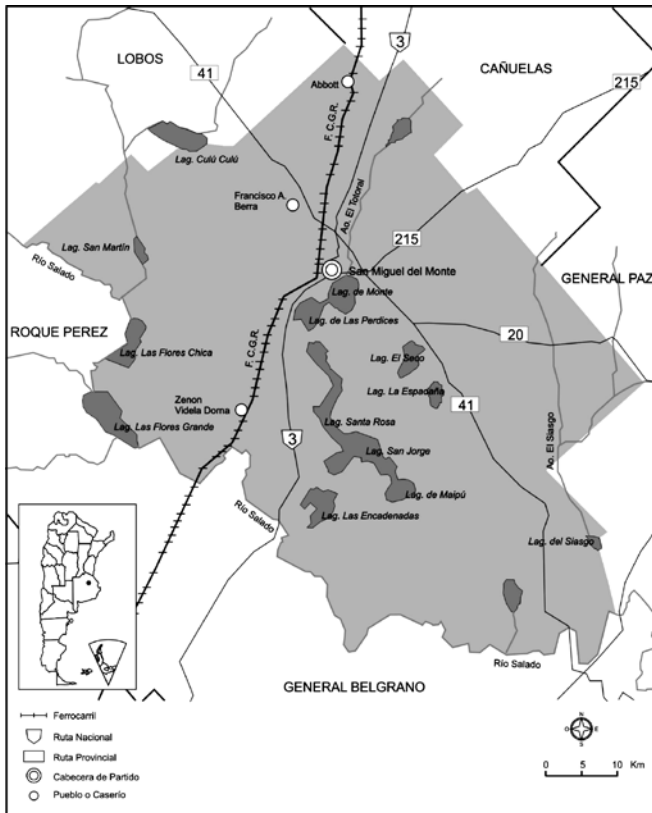 LOBOS
41
3
CAÑUELAS
215
Abbott
F. C.G.R.
Lag. Culú Culú
Francisco A.
Berra
Ao. El Totoral
Lag. San Martín
Río Salado
215
San Miguel del Monte
Lag. de Monte
GENERAL PAZ
Lag. de Las Perdices
ROQUE PEREZ
Lag. Las Flores Chica
F. C.G.R.
Lag. El Seco
20
Lag. La Espadaña
Zenon
Videla Dorna
Lag. Las Flores Grande
41
Lag. Santa Rosa
3
Ao. El Siasgo
Lag. San Jorge
Lag. de Maipú
Río Salado
Lag. Las Encadenadas
Lag. del Siasgo
Río Salado
GENERAL BELGRANO
Ferrocarril
Ruta Nacional
Ruta Provincial
Cabecera de Partido
Pueblo o Caserío
N
O
E
S
0 5 10 Km